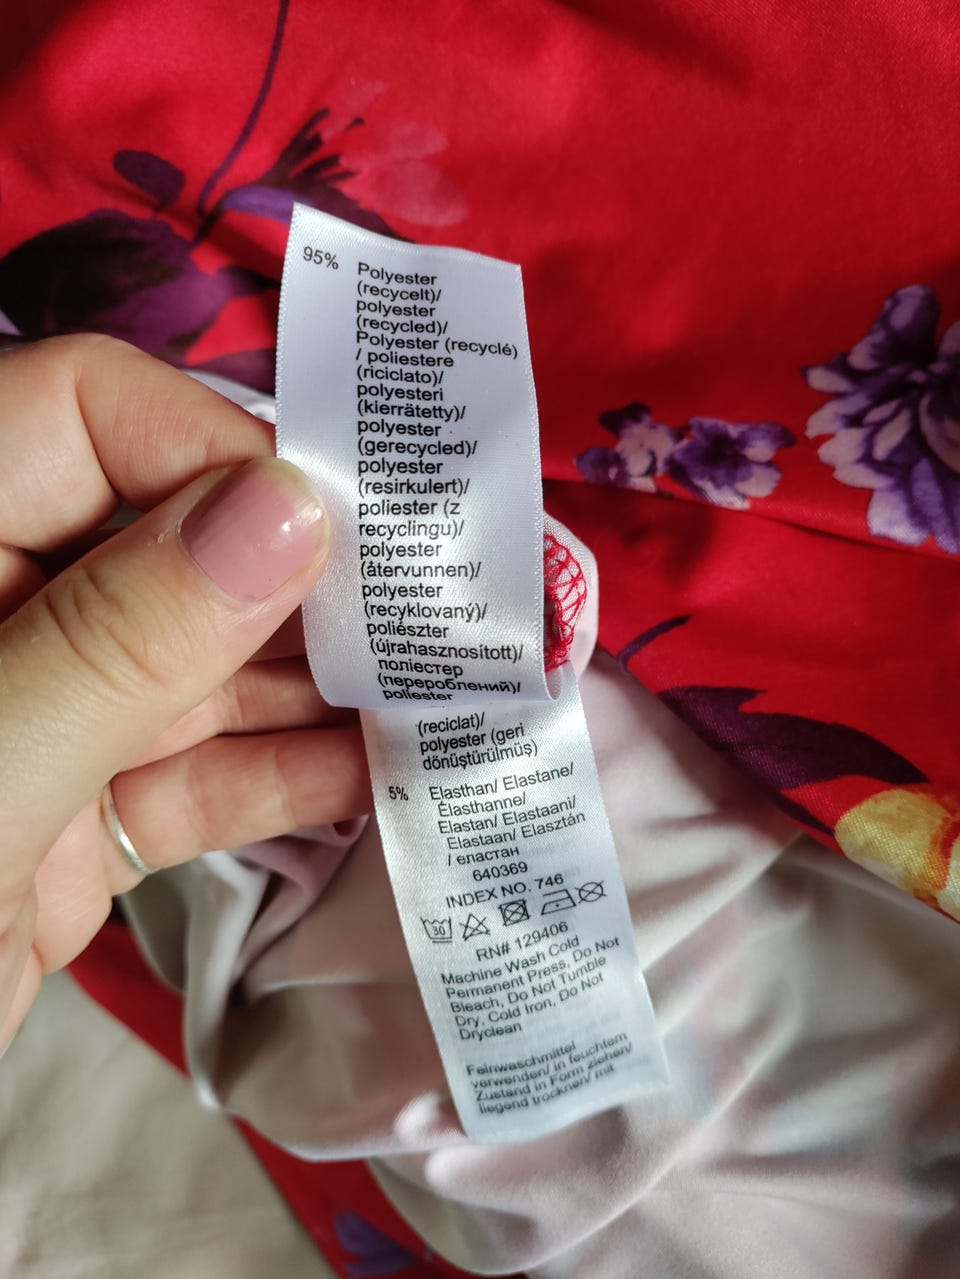 95% Polyester
(recycelt)/
polyester
(recycled)/
Polyester (recyclé)
/ poliestere
(riciclato)/
polyesteri
(kierrätetty)/
polyester
(gerecycled)/
polyester
(resirkulert)/
poliester (z
recyclingu)/
polyester
(återvunnen)/
polyester
(recyklovaný)/
poliészter
(újrahasznosított)/
поліестер
(перероблений)/
poliester
(reciclat)/
polyester (geri
dönüştürülmüş)
5% Elasthan/ Elastane/
Élasthanne/
Elastan/ Elastaani/
Elastaan/ Elasztán
/ еластан
640369
INDEX NO. 746
30
RN# 129406
Machine Wash Cold
Permanent Press, Do Not
Bleach, Do Not Tumble
Dry, Cold Iron, Do Not
Dryclean
Feinwaschmittel
verwenden/ in feuchtem
Zustand in Form ziehen/
liegend trocknen/ mit